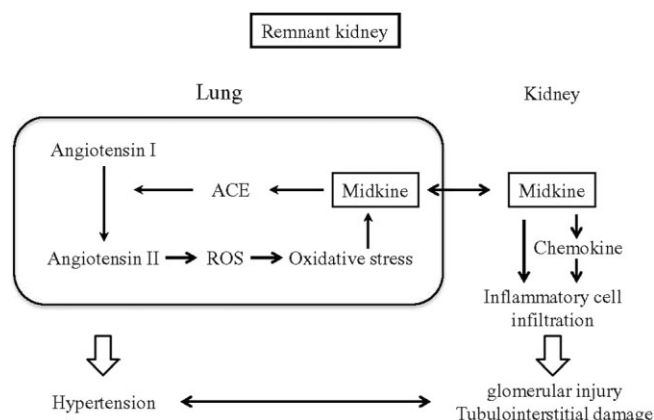 Remnant kidney
Lung
Kidney
Angiotensin I
ACE
Midkine
Midkine
Chemokine
Angiotensin II
ROS
Oxidative stress
Inflammatory cell
infiltration
Hypertension
glomerular injury
Tubulointerstitial damage